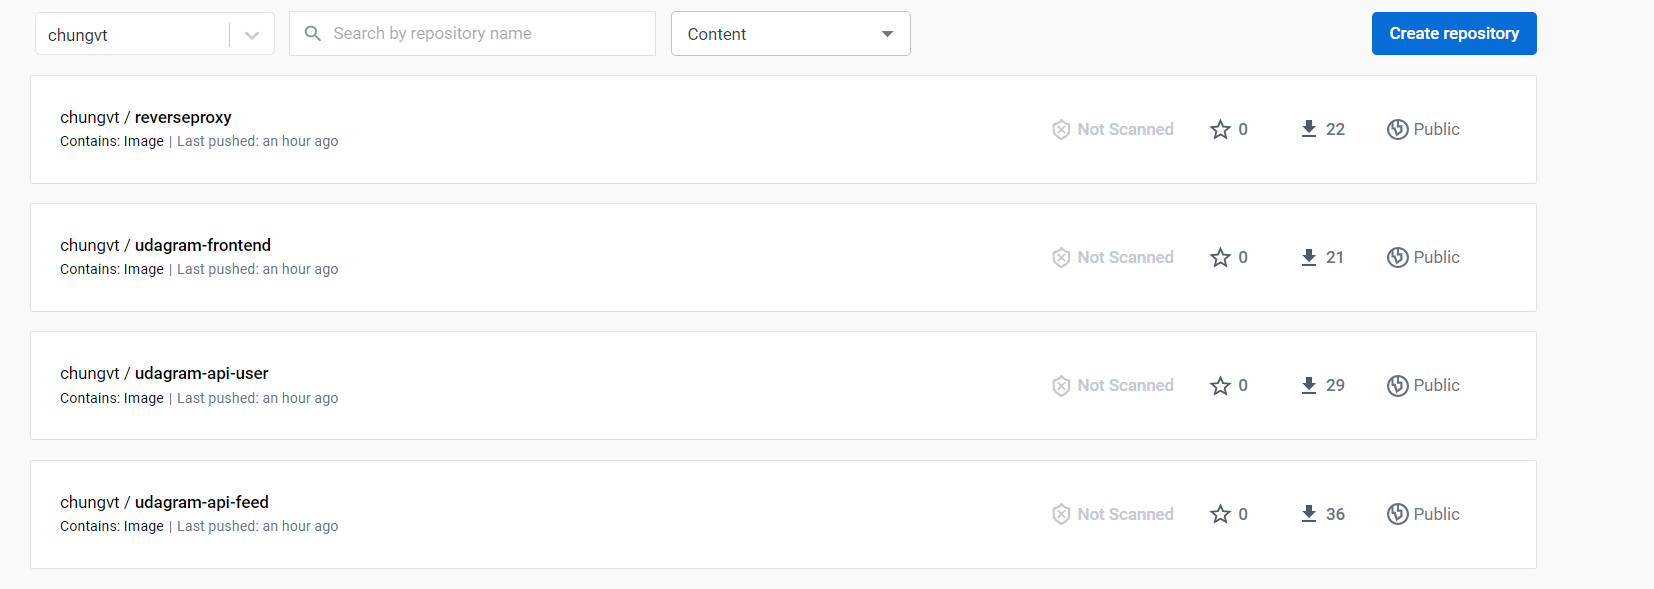 chungvt
Search by repository name
Content
Create repository
chungvt / reverseproxy
Contains: Image | Last pushed: an hour ago
Not Scanned
0
22
Public
chungvt / udagram-frontend
Contains: Image | Last pushed: an hour ago
Not Scanned
0
21
Public
chungvt / udagram-api-user
Contains: Image | Last pushed: an hour ago
Not Scanned
0
29
Public
chungvt / udagram-api-feed
Contains: Image | Last pushed: an hour ago
Not Scanned
0
36
Public